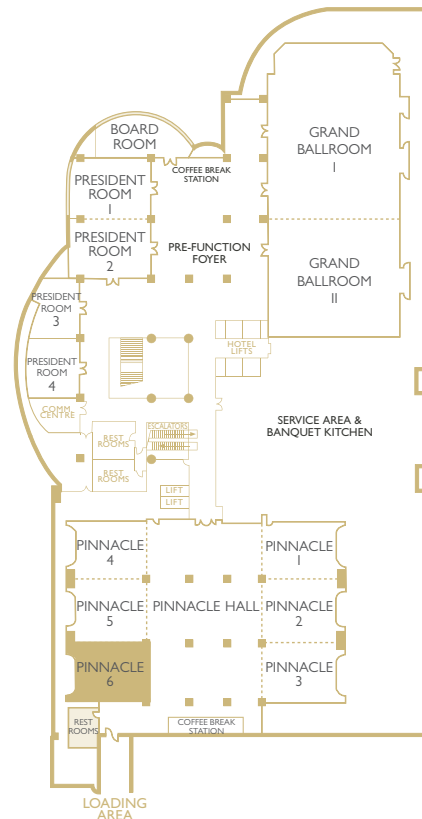 BOARD
ROOM
COFFEE BREAK
STATION
GRAND
BALLROOM
I
PRESIDENT
ROOM
1
PRESIDENT
ROOM
2
PRE-FUNCTION
FOYER
GRAND
BALLROOM
II
PRESIDENT
ROOM
3
PRESIDENT
ROOM
4
HOTEL
LIFTS
COMM.
CENTRE
ESCALATORS
REST
ROOMS
REST
ROOMS
SERVICE AREA &
BANQUET KITCHEN
LIFT
LIFT
PINNACLE
4
PINNACLE
1
PINNACLE
5
PINNACLE HALL
PINNACLE
2
PINNACLE
6
PINNACLE
3
REST
ROOMS
COFFEE BREAK
STATION
LOADING
AREA